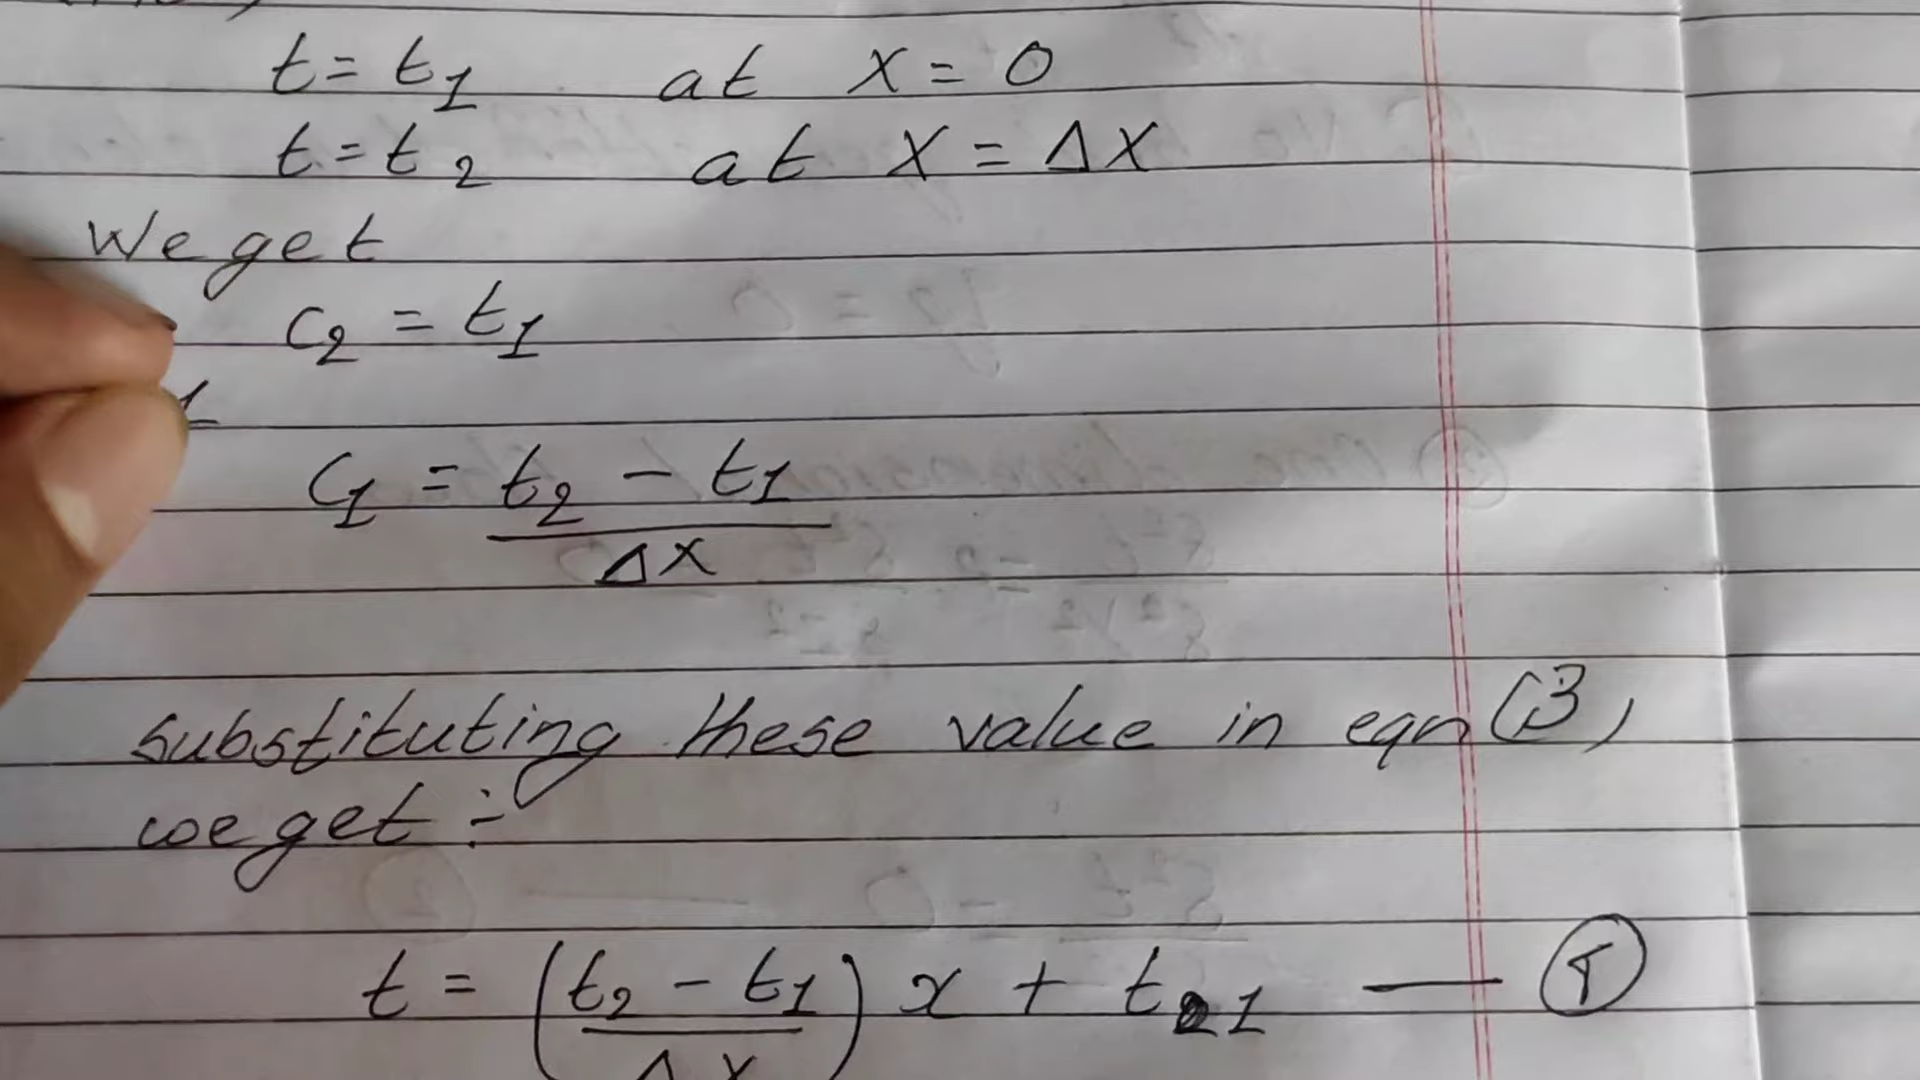 t = t₁ at x = 0
t = t₂ at x = Δx
We get
c₂ = t₁
c₁ = (t₂ - t₁) / Δx
substituting these value in eqn (3),
we get :-
t = ((t₂ - t₁) / Δx) x + t₁